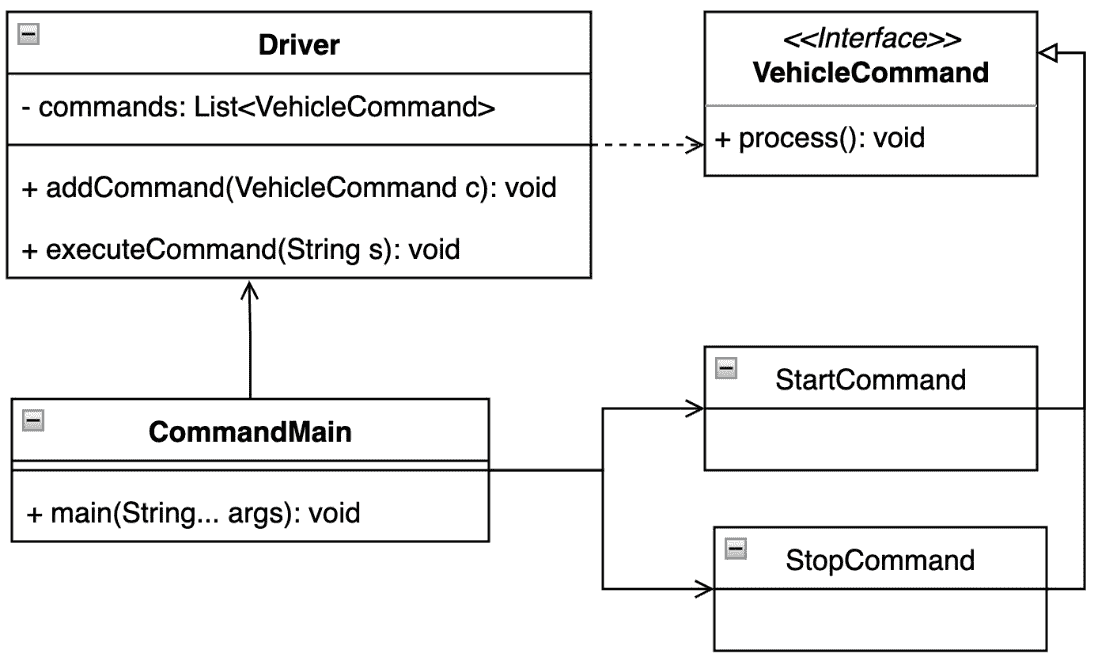 Driver
- commands: List<VehicleCommand>
+ addCommand(VehicleCommand c): void
+ executeCommand(String s): void
<<Interface>>
VehicleCommand
+ process(): void
CommandMain
+ main(String... args): void
StartCommand
StopCommand